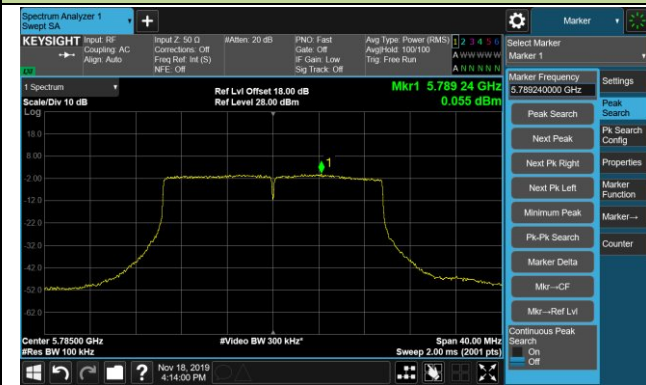 Spectrum Analyzer 1
Swept SA
+
Marker
KEYSIGHT
Input: RF
Coupling: AC
Align: Auto
Input Z: 50 Ω
Corrections: Off
Freq Ref: Int (S)
NFE: Off
#Atten: 20 dB
PNO: Fast
Gate: Off
IF Gain: Low
Sig Track: Off
Avg Type: Power (RMS)
Avg|Hold: 100/100
Trig: Free Run
1 2 3 4 5 6
A W W W W W
A N N N N N
Select Marker
Marker 1
1 Spectrum
Scale/Div 10 dB
Log
Ref Lvl Offset 18.00 dB
Ref Level 28.00 dBm
Mkr1 5.789 24 GHz
0.055 dBm
18.0
8.00
-2.00
-12.0
-22.0
-32.0
-42.0
-52.0
-62.0
1
Center 5.78500 GHz
#Res BW 100 kHz
#Video BW 300 kHz*
Span 40.00 MHz
Sweep 2.00 ms (2001 pts)
Marker Frequency
5.789240000 GHz
Peak Search
Next Peak
Next Pk Right
Next Pk Left
Minimum Peak
Pk-Pk Search
Marker Delta
Mkr→CF
Mkr→Ref Lvl
Continuous Peak
Search
On
Off
Settings
Peak
Search
Pk Search
Config
Properties
Marker
Function
Marker→
Counter
?
Nov 18, 2019
4:14:00 PM